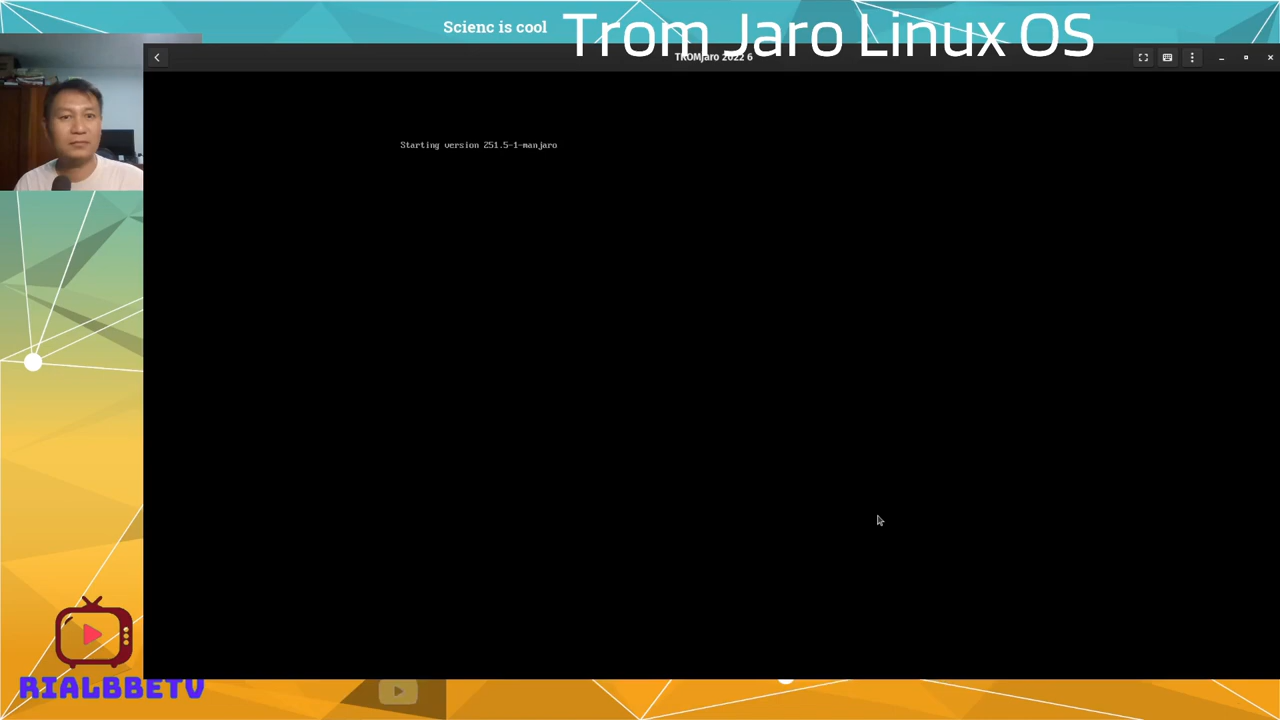 Scienc is cool
Trom Jaro Linux OS
TROMjaro 2022 6
Starting version 251.5-1-manjaro
RIALBBETV